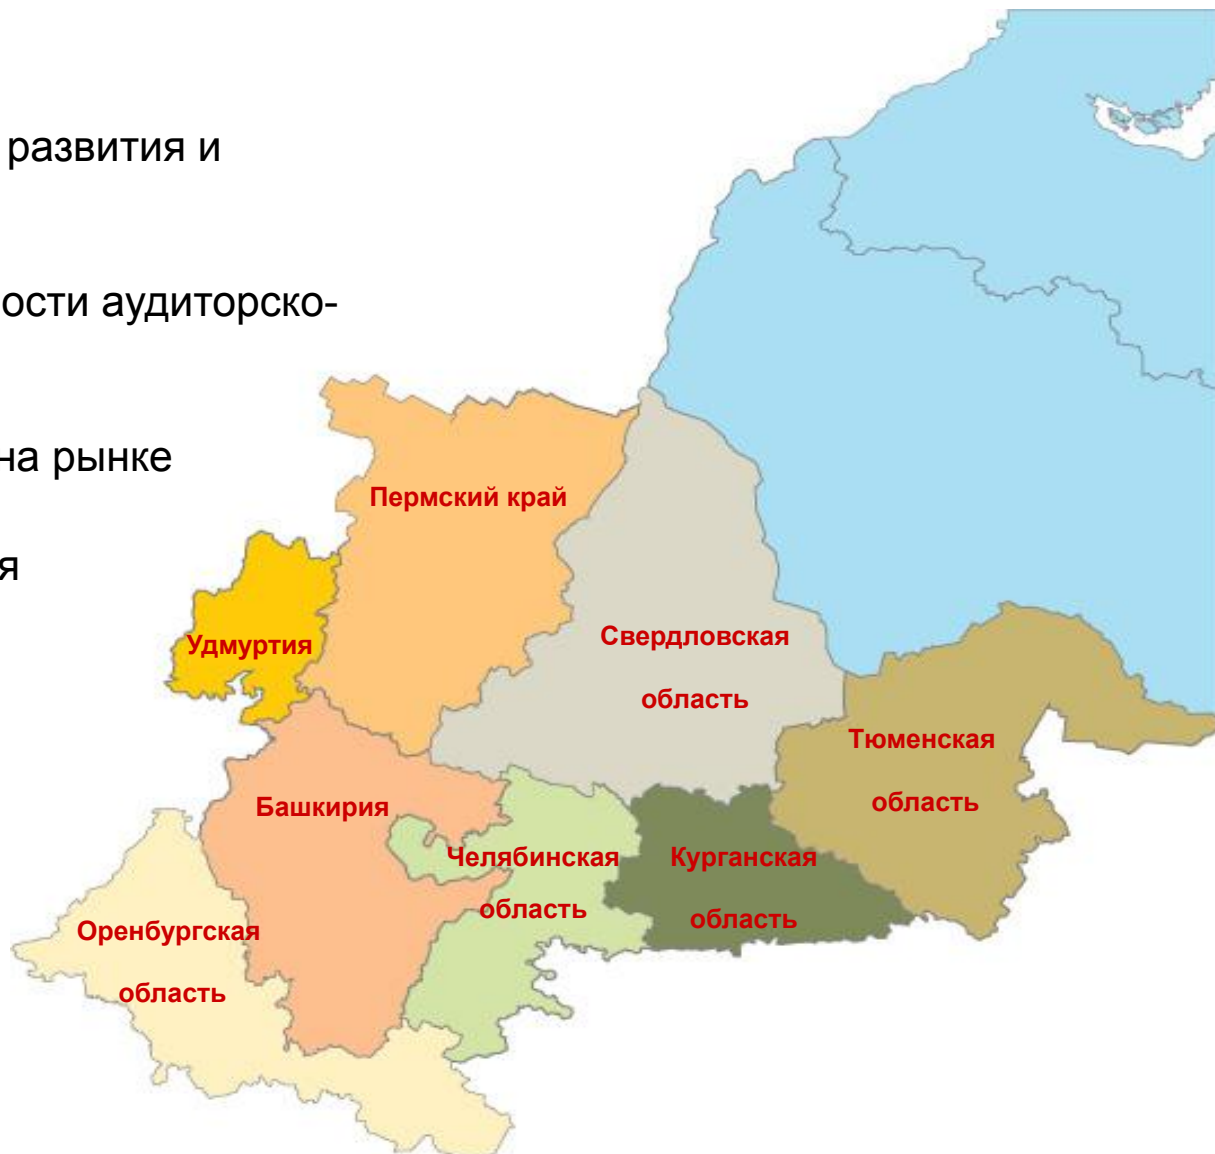 развития и
ости аудиторско-
на рынке
я
Пермский край
Удмуртия
Свердловская
область
Тюменская
область
Башкирия
Челябинская
область
Курганская
область
Оренбургская
область